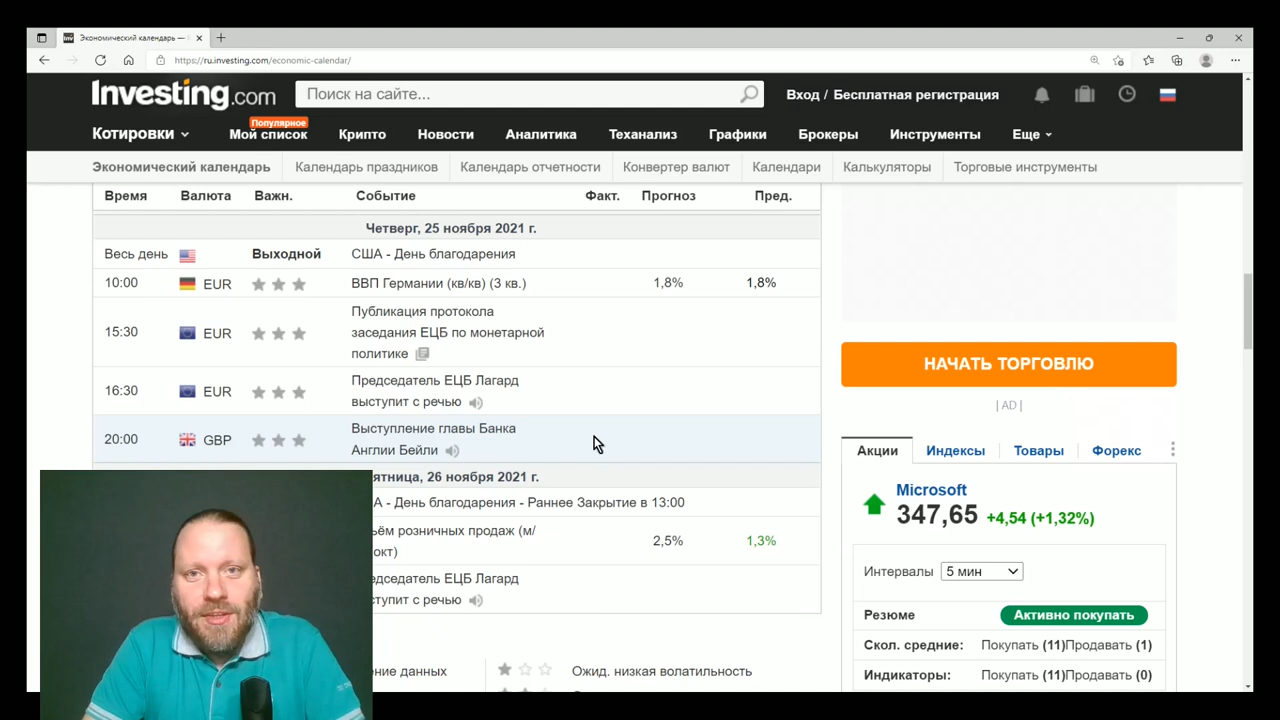 Экономический календарь —
https://ru.investing.com/economic-calendar/
Investing.com
Поиск на сайте...
Вход / Бесплатная регистрация
Популярное
Котировки Мой список Крипто Новости Аналитика Теханализ Графики Брокеры Инструменты Еще
Экономический календарь Календарь праздников Календарь отчетности Конвертер валют Календари Калькуляторы Торговые инструменты
Время Валюта Важн. Событие Факт. Прогноз Пред.
Четверг, 25 ноября 2021 г.
Весь день Выходной США - День благодарения
10:00 EUR ВВП Германии (кв/кв) (3 кв.) 1,8% 1,8%
Публикация протокола
15:30 EUR заседания ЕЦБ по монетарной
политике
16:30 EUR Председатель ЕЦБ Лагард
выступит с речью
20:00 GBP Выступление главы Банка
Англии Бейли
ятница, 26 ноября 2021 г.
А - День благодарения - Раннее Закрытие в 13:00
ъём розничных продаж (м/
окт) 2,5% 1,3%
едседатель ЕЦБ Лагард
ступит с речью
ение данных
Ожид. низкая волатильность
НАЧАТЬ ТОРГОВЛЮ
| AD |
Акции Индексы Товары Форекс
Microsoft
347,65 +4,54 (+1,32%)
Интервалы 5 мин
Резюме Активно покупать
Скол. средние: Покупать (11) Продавать (1)
Индикаторы: Покупать (11) Продавать (0)